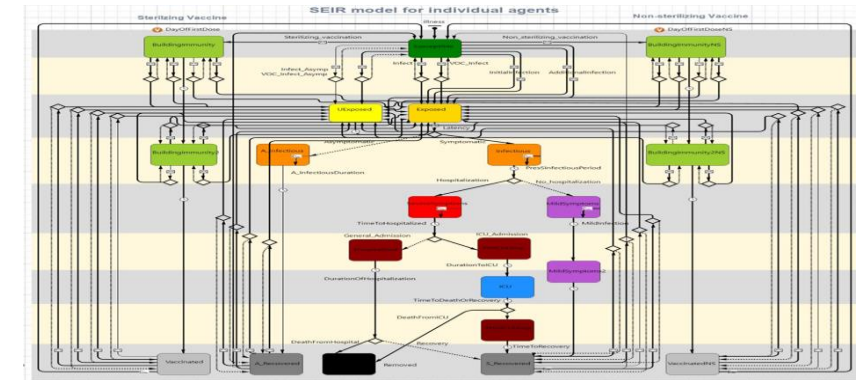 SEIR model for individual agents
Sterilizing Vaccine
Non-sterilizing Vaccine
Illness
DayOfFirstDose
DayOfFirstDoseNS
Sterilizing_vaccination
Non_sterilizing_vaccination
BuildingImmunity
BuildingImmunityNS
Infect_Asymp
VOC_Infect_Asymp
Infect
VOC_Infect
InitialInfection
AdditionalInfection
UExposed
Exposed
Latency
Asymptomatic
Symptomatic
BuildingImmunity2
A_Infectious
Infectious
BuildingImmunity2NS
PresInfectiousPeriod
A_InfectiousDuration
Hospitalization
No_hospitalization
MildSymptoms
TimeToHospitalized
MildInfection
General_Admission
ICU_Admission
DurationToICU
MildSymptoms2
DurationOfHospitalization
ICU
TimeToDeathOrRecovery
DeathFromICU
DeathFromHospital
Recovery
TimeToRecovery
Vaccinated
A_Recovered
Removed
S_Recovered
VaccinatedNS